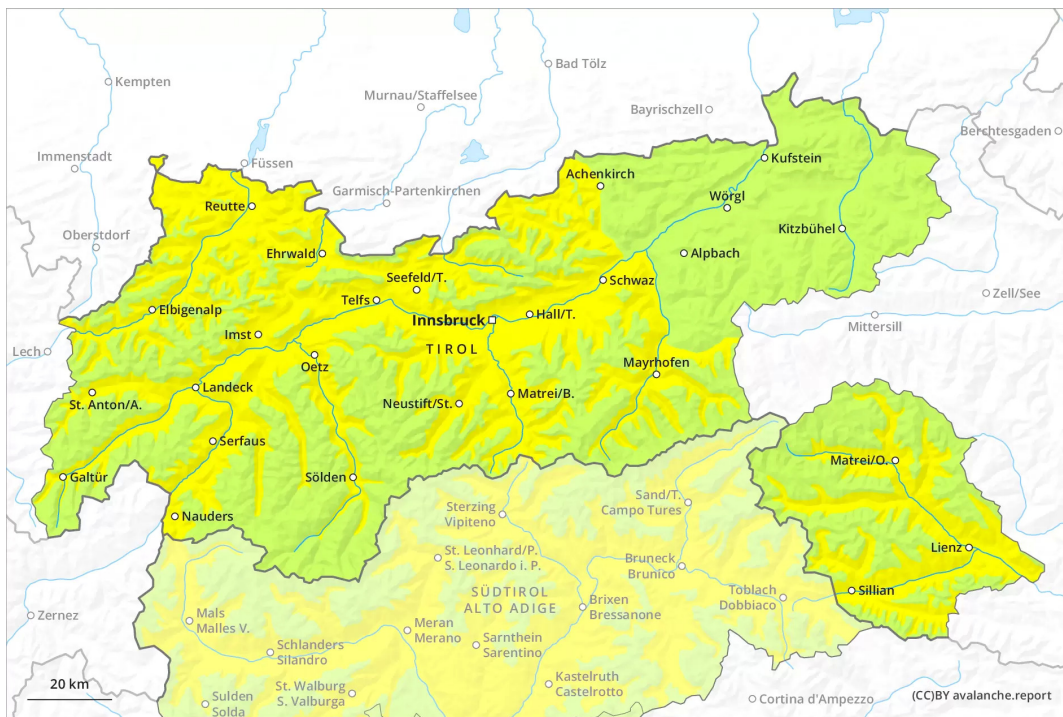 Kempten
Bad Tölz
Murnau/Staffelsee
Bayrischzell
Berchtesgaden
Immenstadt
Füssen
Kufstein
Achenkirch
Garmisch-Partenkirchen
Reutte
Wörgl
Oberstdorf
Kitzbühel
Ehrwald
Alpbach
Seefeld/T.
Schwaz
Telfs
Zell/See
Elbigenalp
Innsbruck
Hall/T.
Mittersill
Imst
TIROL
Lech
Oetz
Mayrhofen
Landeck
St. Anton/A.
Neustift/St.
Matrei/B.
Serfaus
Matrei/O.
Galtür
Sölden
Sand/T.
Campo Tures
Sterzing
Vipiteno
Nauders
Lienz
St. Leonhard/P.
S. Leonardo i. P.
Bruneck
Brunico
Sillian
SÜDTIROL
ALTO ADIGE
Toblach
Dobbiaco
Zernez
Mals
Malles V.
Brixen
Bressanone
Meran
Merano
Schlanders
Silandro
Sarnthein
Sarentino
20 km
St. Walburg
S. Valburga
Kastelruth
Castelrotto
Sulden
Solda
Cortina d'Ampezzo
(CC)BY avalanche.report